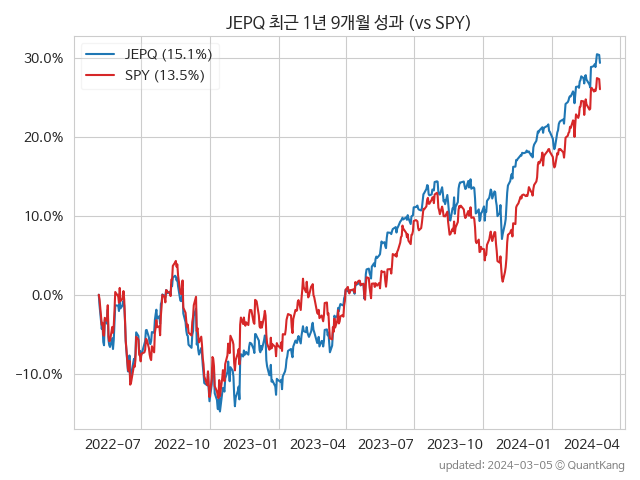 JEPQ 최근 1년 9개월 성과 (vs SPY)
JEPQ (15.1%)
SPY (13.5%)
30.0%
20.0%
10.0%
0.0%
−10.0%
2022-07 2022-10 2023-01 2023-04 2023-07 2023-10 2024-01 2024-04
updated: 2024-03-05 © QuantKang